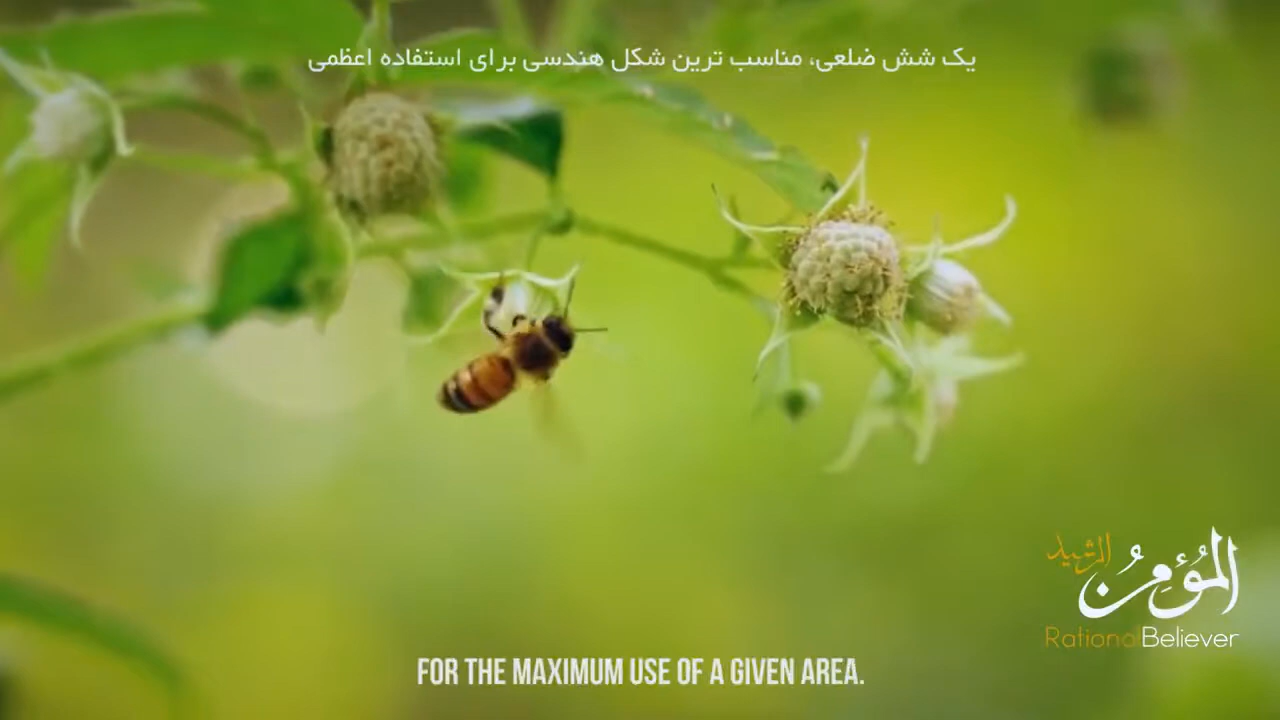 یک شش ضلعی، مناسب ترین شکل هندسی برای استفاده اعظمی
المؤمن الرشيد
RationalBeliever
FOR THE MAXIMUM USE OF A GIVEN AREA.